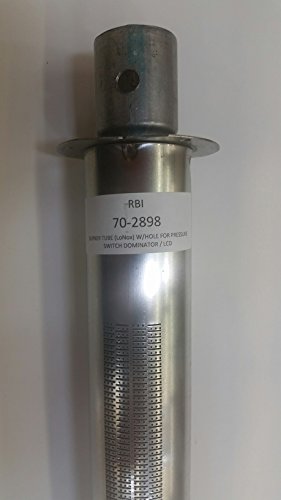 RBI
70-2898
BURNER TUBE (LoNox) W/HOLE FOR PRESSURE
SWITCH DOMINATOR / LCD